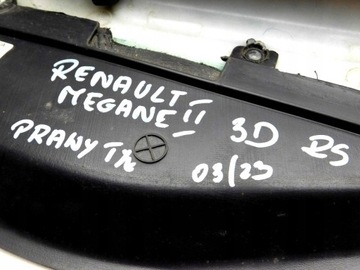 RENAULT
MEGANE II 3D RS
PRAWY TYŁ 03/23